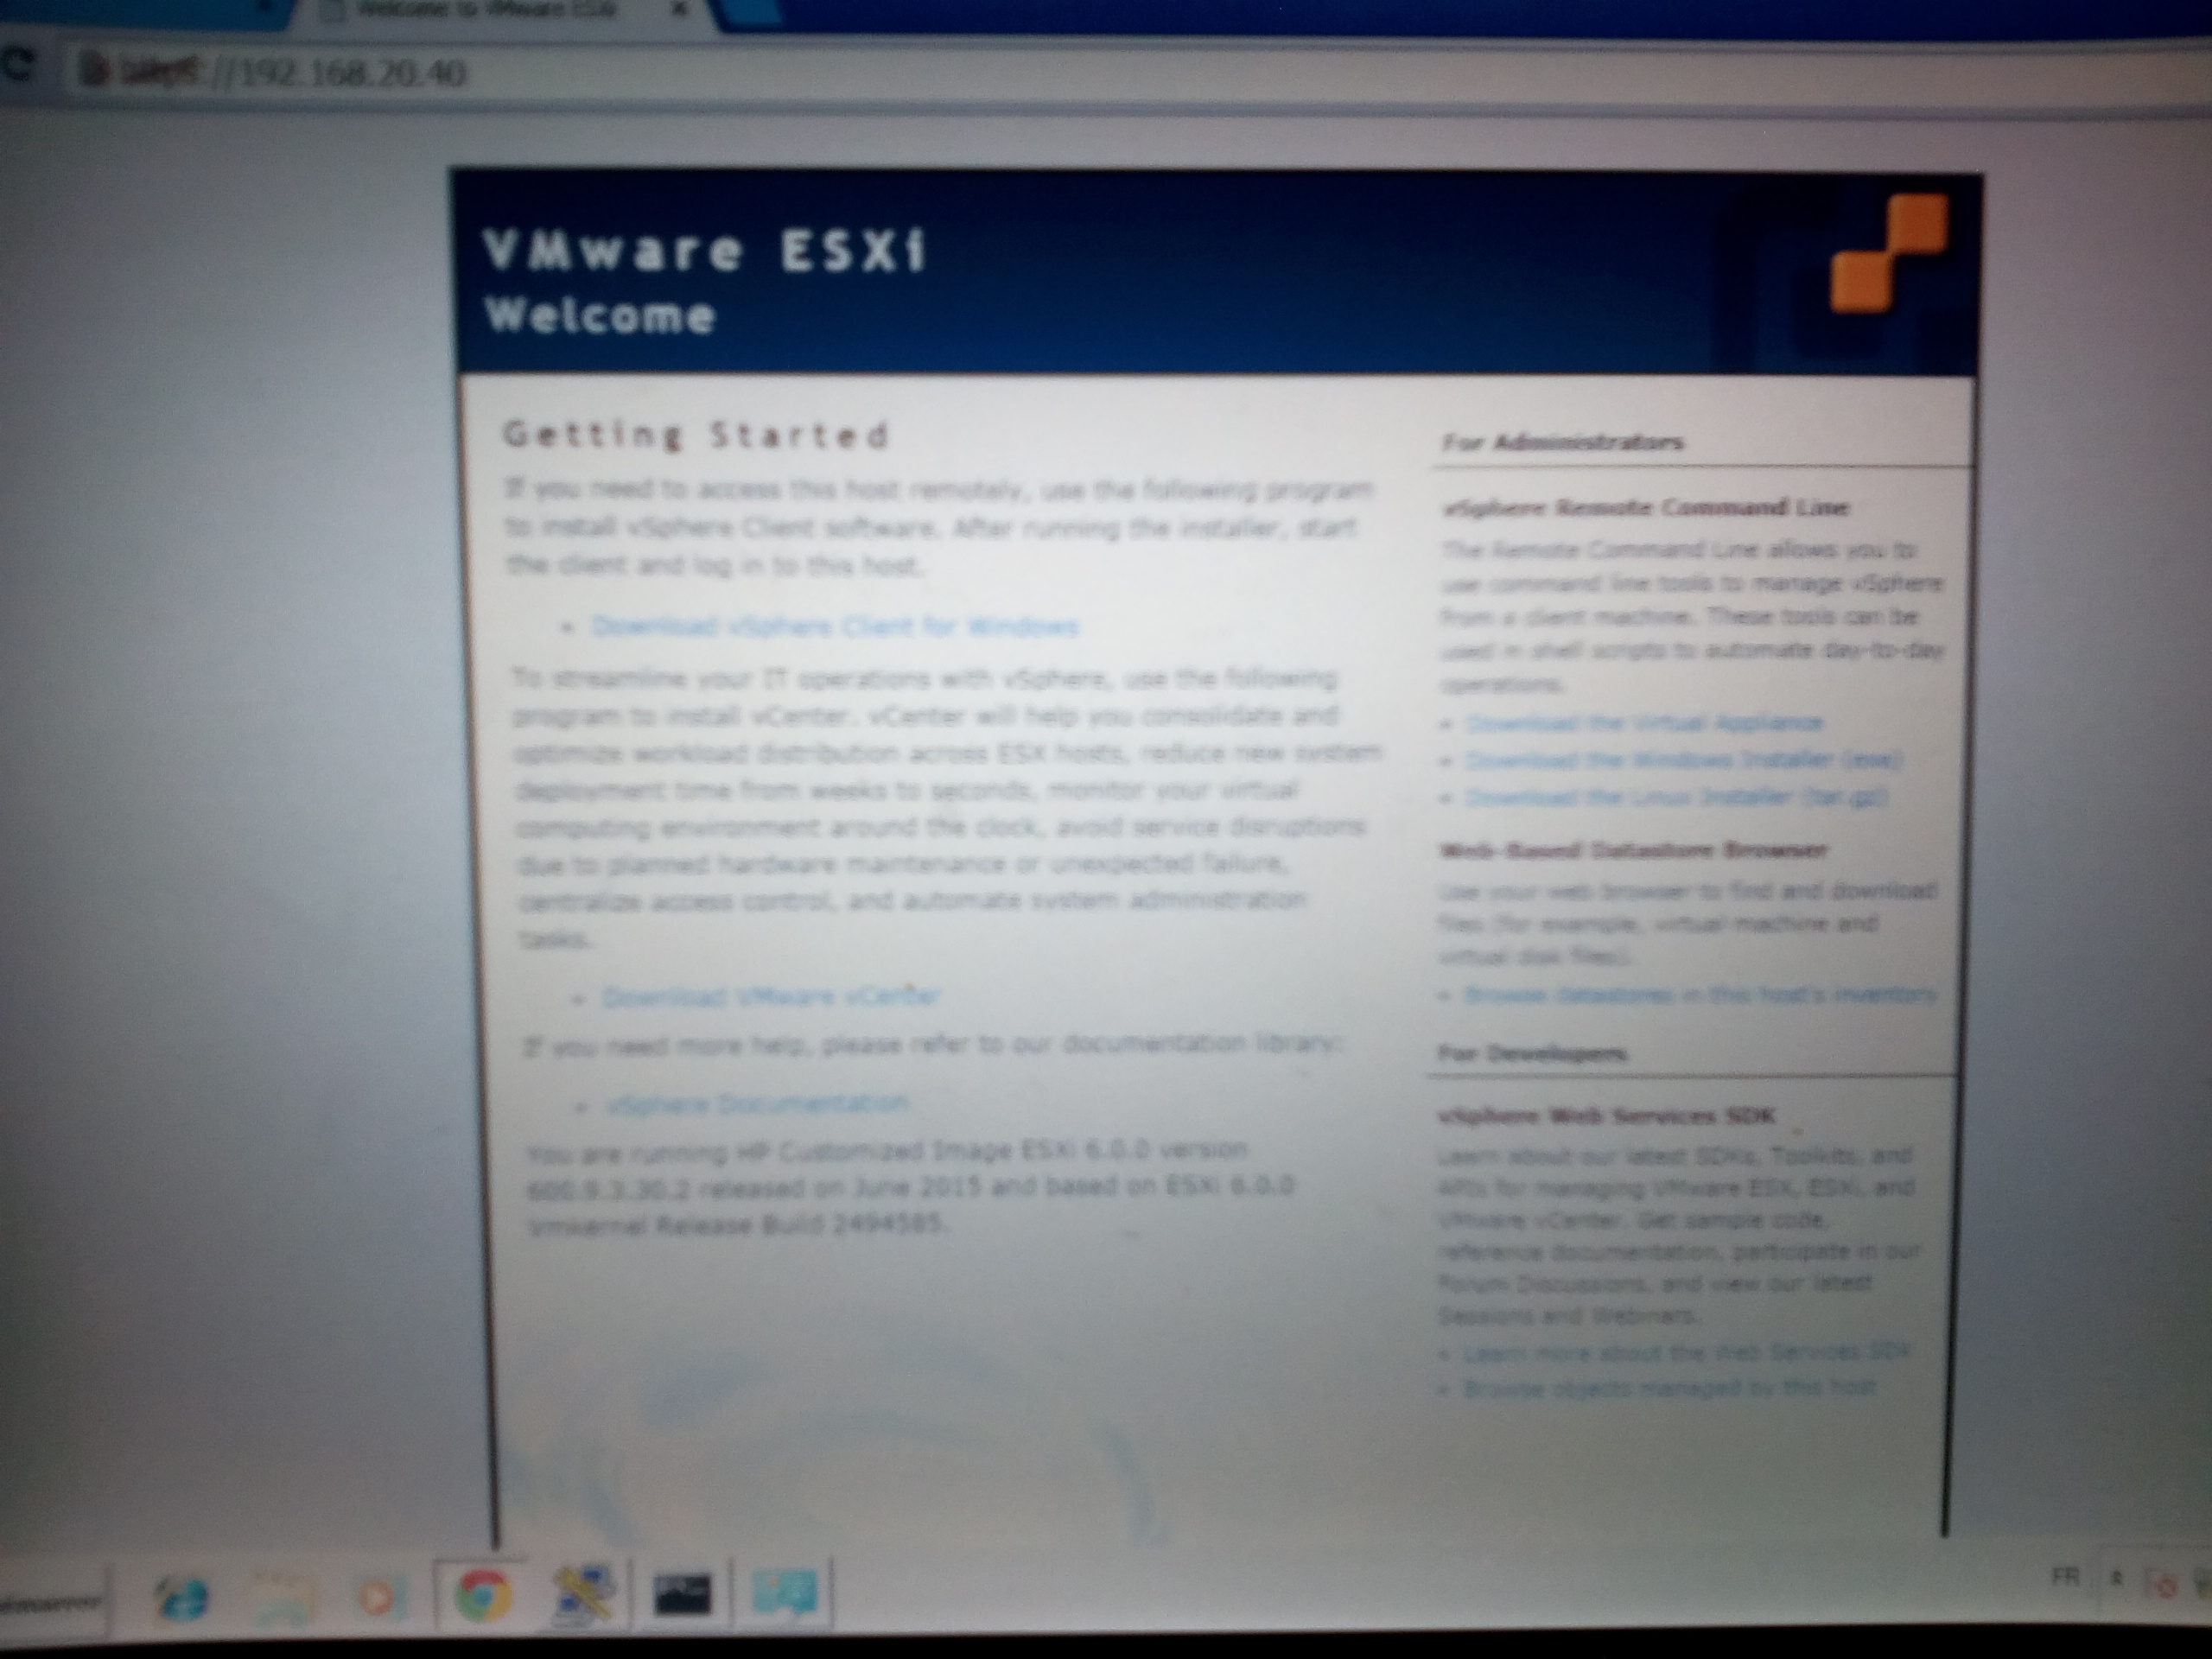 Welcome to VMware ESXi
https://192.168.20.40
VMware ESXi
Welcome
Getting Started
If you need to access this host remotely, use the following program
to install vSphere Client software. After running the installer, start
the client and log in to this host.
Download vSphere Client for Windows
To streamline your IT operations with vSphere, use the following
program to install vCenter. vCenter will help you consolidate and
optimize workload distribution across ESX hosts, reduce new system
deployment time from weeks to seconds, monitor your virtual
computing environment around the clock, avoid service disruptions
due to planned hardware maintenance or unexpected failure,
centralize access control, and automate system administration
tasks.
Download VMware vCenter
If you need more help, please refer to our documentation library:
vSphere Documentation
You are running HP Customized Image ESXi 6.0.0 version
600.9.3.30.2 released on June 2015 and based on ESXi 6.0.0
Vmkernel Release Build 2494585.
For Administrators
vSphere Remote Command Line
The Remote Command Line allows you to
use command line tools to manage vSphere
from a client machine. These tools can be
used in shell scripts to automate day-to-day
operations.
Download the Virtual Appliance
Download the Windows Installer (exe)
Download the Linux Installer (tar.gz)
Web-Based Datastore Browser
Use your web browser to find and download
files (for example, virtual machine and
virtual disk files).
Browse datastores in this host's inventory
For Developers
vSphere Web Services SDK
Learn about our latest SDKs, Toolkits, and
APIs for managing VMware ESX, ESXi, and
VMware vCenter. Get sample code,
reference documentation, participate in our
Forum Discussions, and view our latest
Sessions and Webinars.
Learn more about the Web Services SDK
Browse objects managed by this host
FR